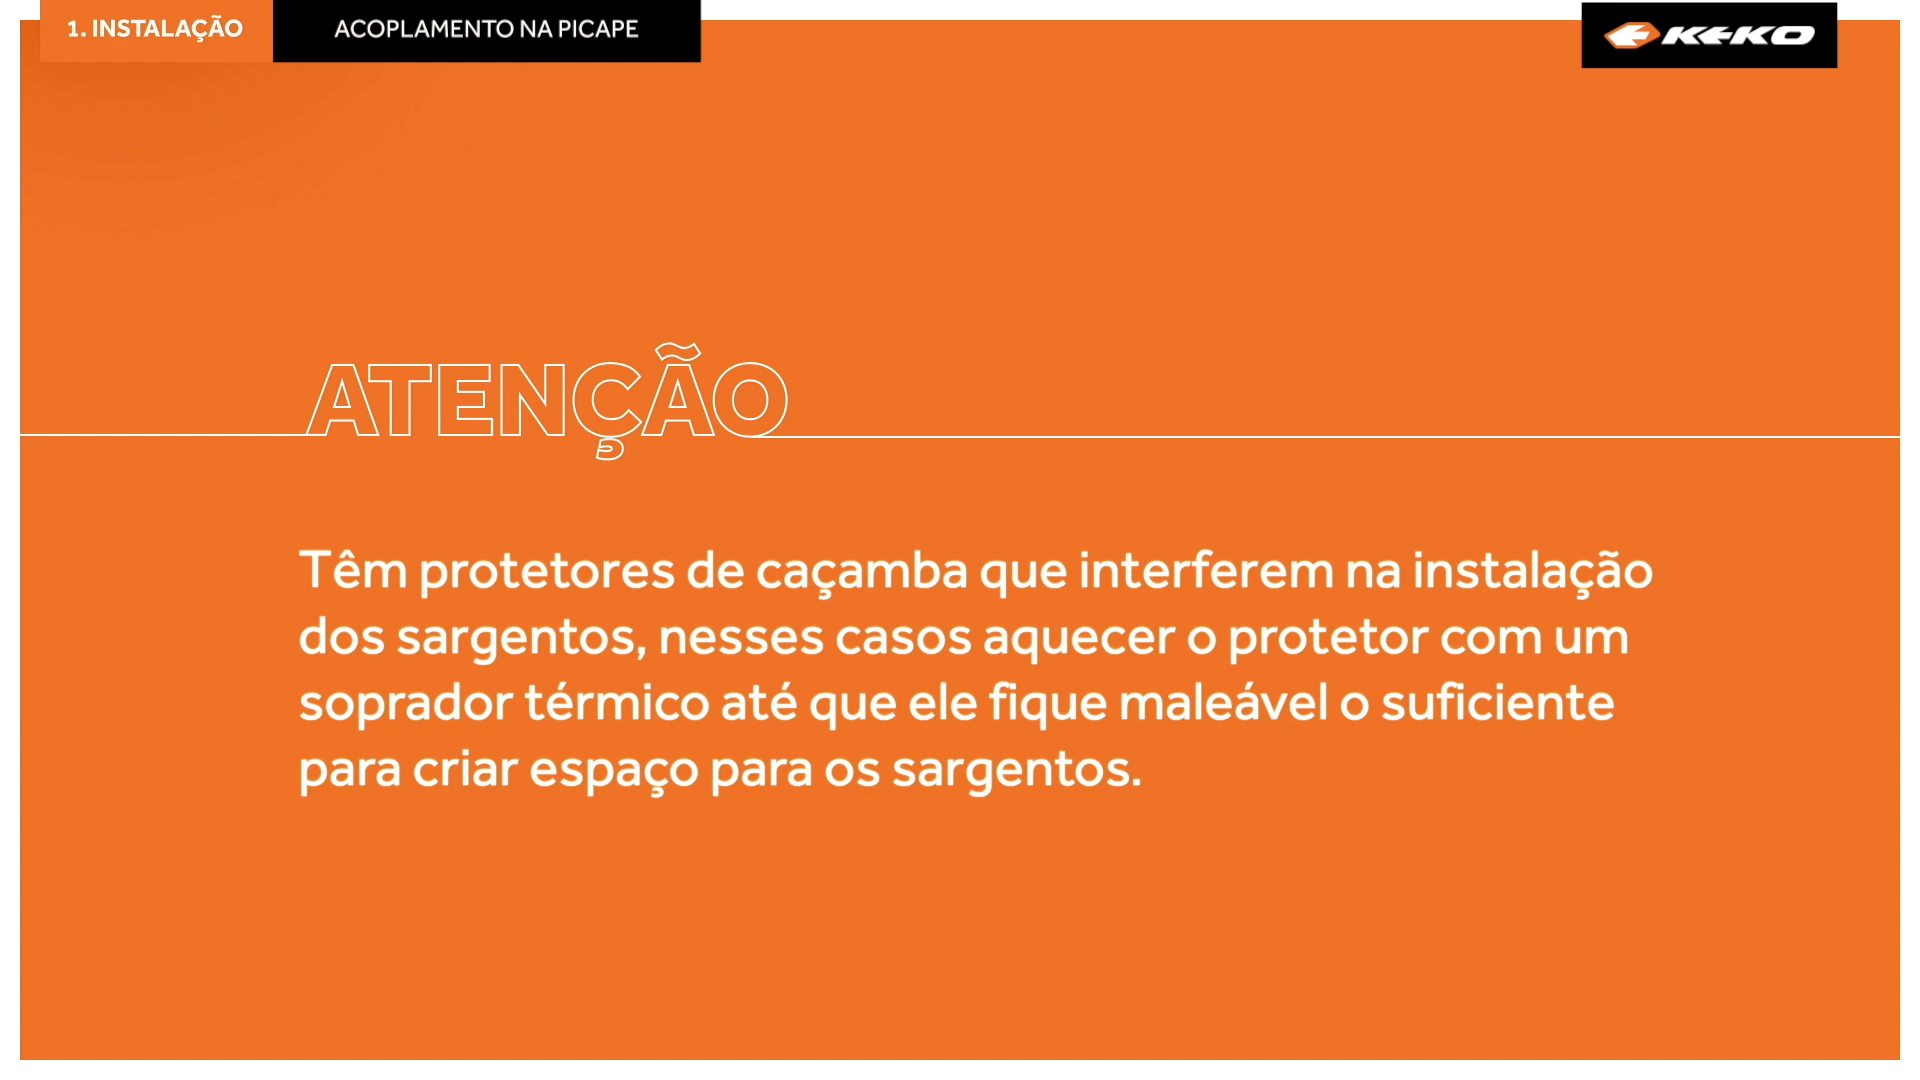 1. INSTALAÇÃO
ACOPLAMENTO NA PICAPE
KEKO
ATENÇÃO
Têm protetores de caçamba que interferem na instalação
dos sargentos, nesses casos aquecer o protetor com um
soprador térmico até que ele fique maleável o suficiente
para criar espaço para os sargentos.